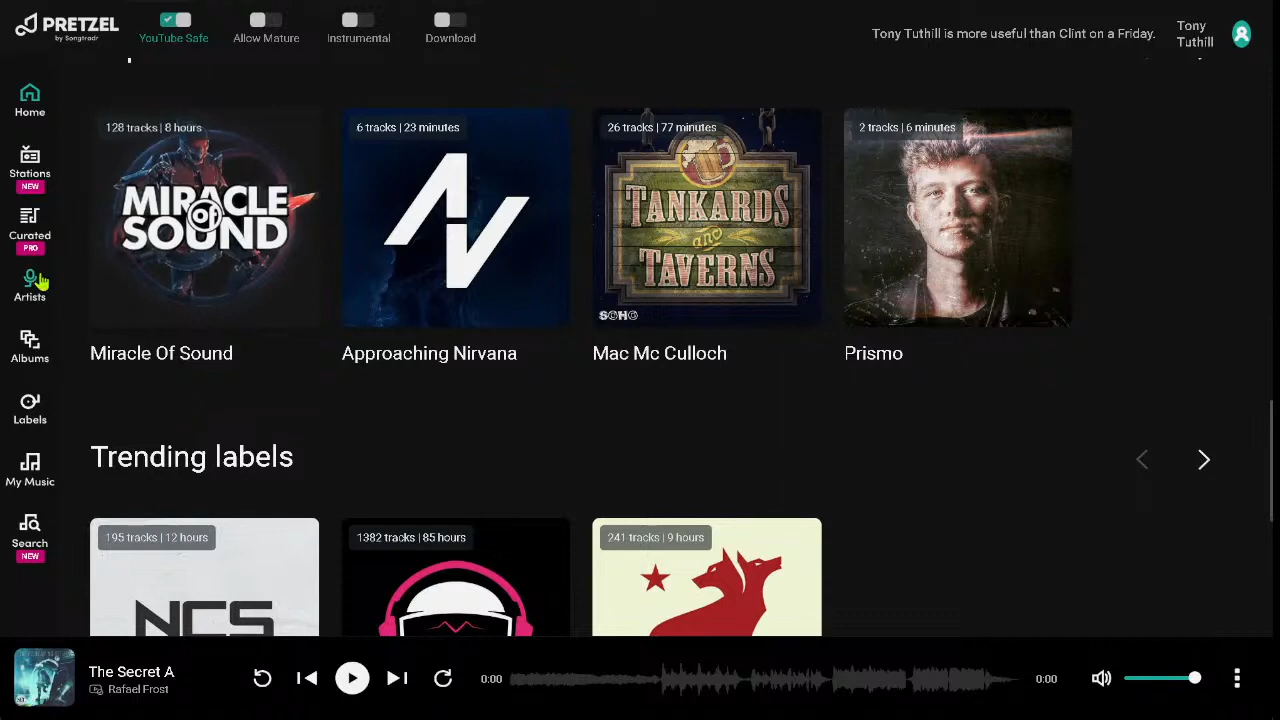 PRETZEL
by Songtradr
YouTube Safe
Allow Mature
Instrumental
Download
Tony Tuthill is more useful than Clint on a Friday.
Tony
Tuthill
Home
Stations
NEW
Curated
PRO
Artists
Albums
Labels
My Music
Search
NEW
128 tracks | 8 hours
MIRACLE
OF
SOUND
Miracle Of Sound
6 tracks | 23 minutes
Approaching Nirvana
26 tracks | 77 minutes
TANKARDS
and
TAVERNS
Mac Mc Culloch
2 tracks | 6 minutes
Prismo
Trending labels
195 tracks | 12 hours
NCS
1382 tracks | 85 hours
241 tracks | 9 hours
The Secret A
Rafael Frost
0:00
0:00